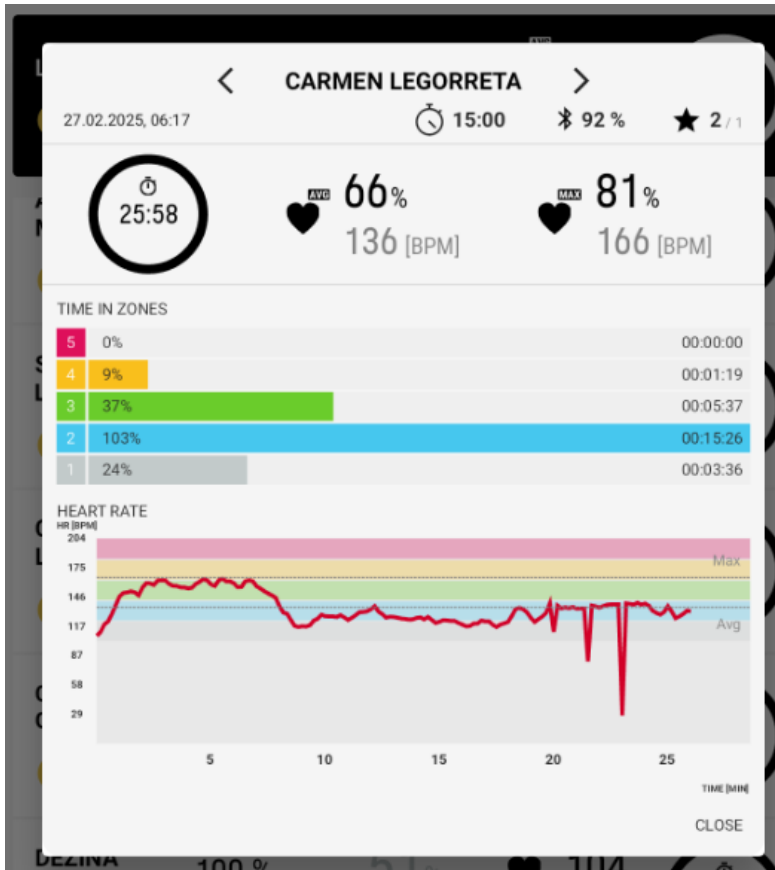 CARMEN LEGORRETA
27.02.2025, 06:17 15:00 92 % 2 / 1
25:58 AVG 66% MAX 81%
136 [BPM] 166 [BPM]
TIME IN ZONES
5 0% 00:00:00
4 9% 00:01:19
3 37% 00:05:37
2 103% 00:15:26
1 24% 00:03:36
HEART RATE
HR [BPM]
204
175 Max
146
117 Avg
87
58
29
5 10 15 20 25
TIME [MIN]
CLOSE
DEZINA 100 % 104